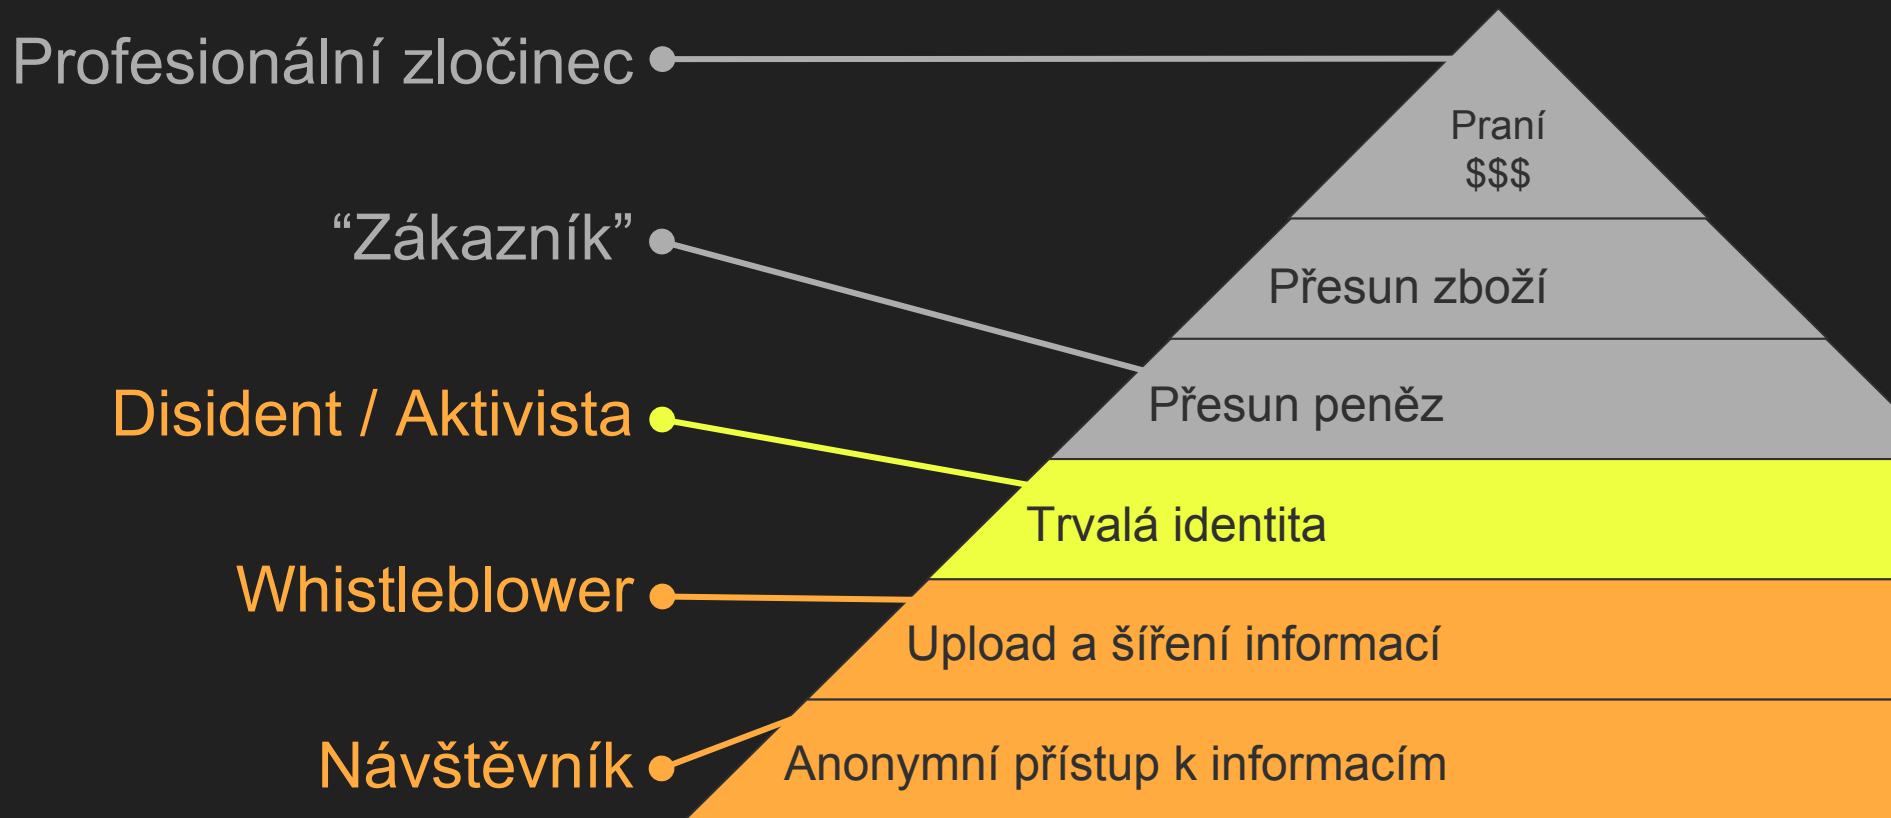 Profesionální zločinec
Praní
$$$
“Zákazník”
Přesun zboží
Přesun peněz
Disident / Aktivista
Trvalá identita
Whistleblower
Upload a šíření informací
Návštěvník
Anonymní přístup k informacím